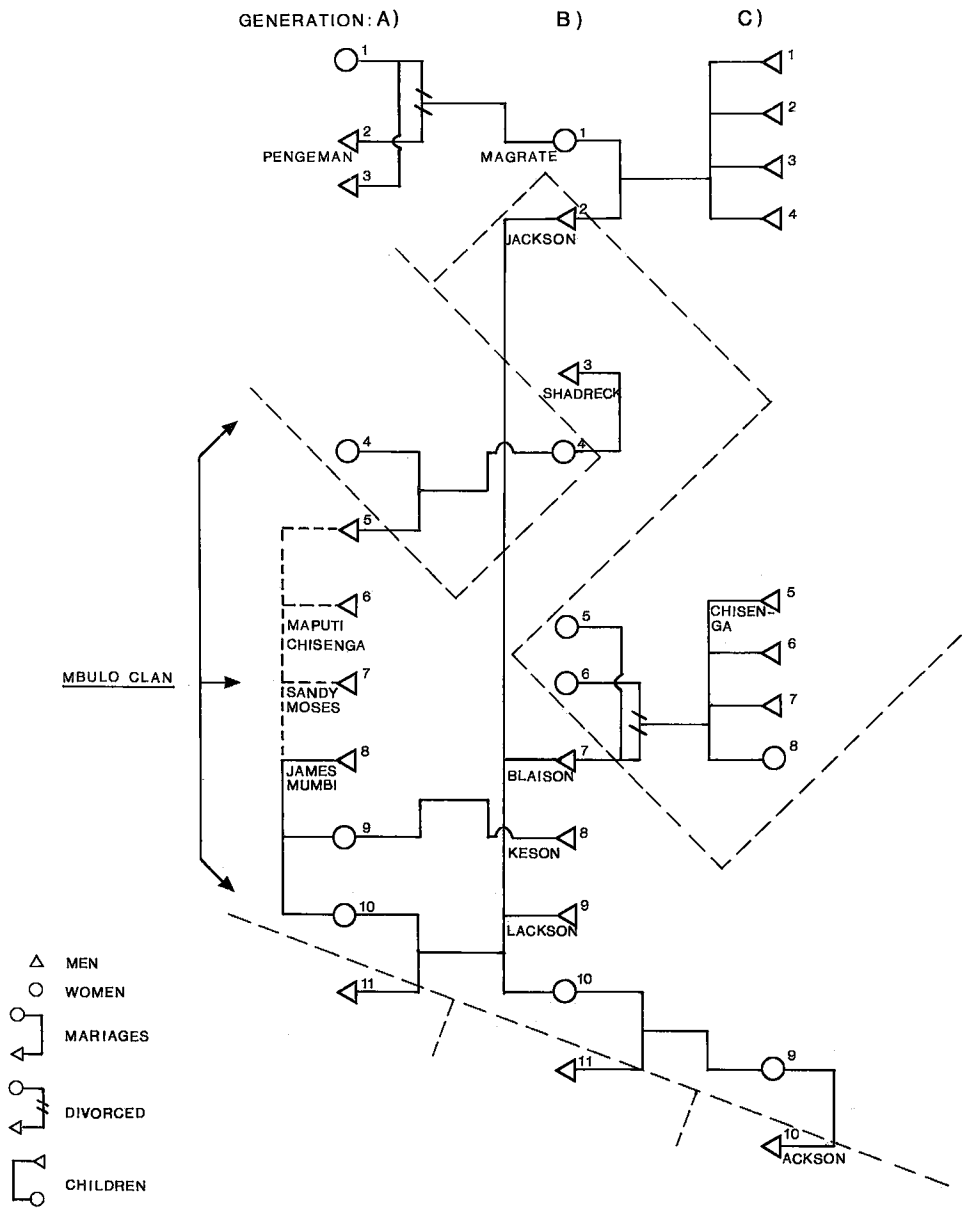 GENERATION: A) B) C)
1
1
2
PENGEMAN
MAGRATE
1
2
3
3
2
JACKSON
4
3
SHADRECK
4
4
5
6
MAPUTI
CHISENGA
5
CHISEN-
GA
5
MBULO CLAN
7
SANDY
MOSES
6
6
7
8
JAMES
MUMBI
7
BLAISON
8
9
8
KESON
10
9
LACKSON
11
10
11
9
10
ACKSON
MEN
WOMEN
MARIAGES
DIVORCED
CHILDREN